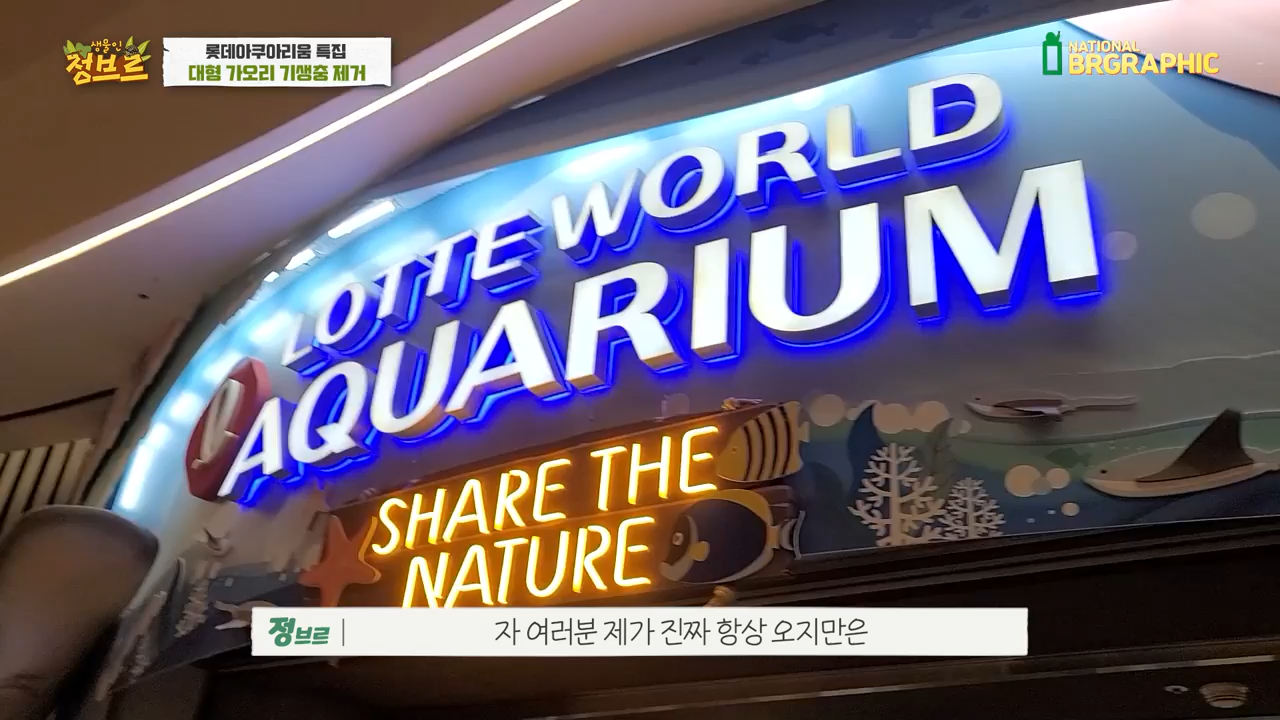 생물인
정브르
롯데아쿠아리움 특집
대형 가오리 기생충 제거
NATIONAL
BRGRAPHIC
LOTTE WORLD
AQUARIUM
SHARE THE
NATURE
정브르 자 여러분 제가 진짜 항상 오지만은